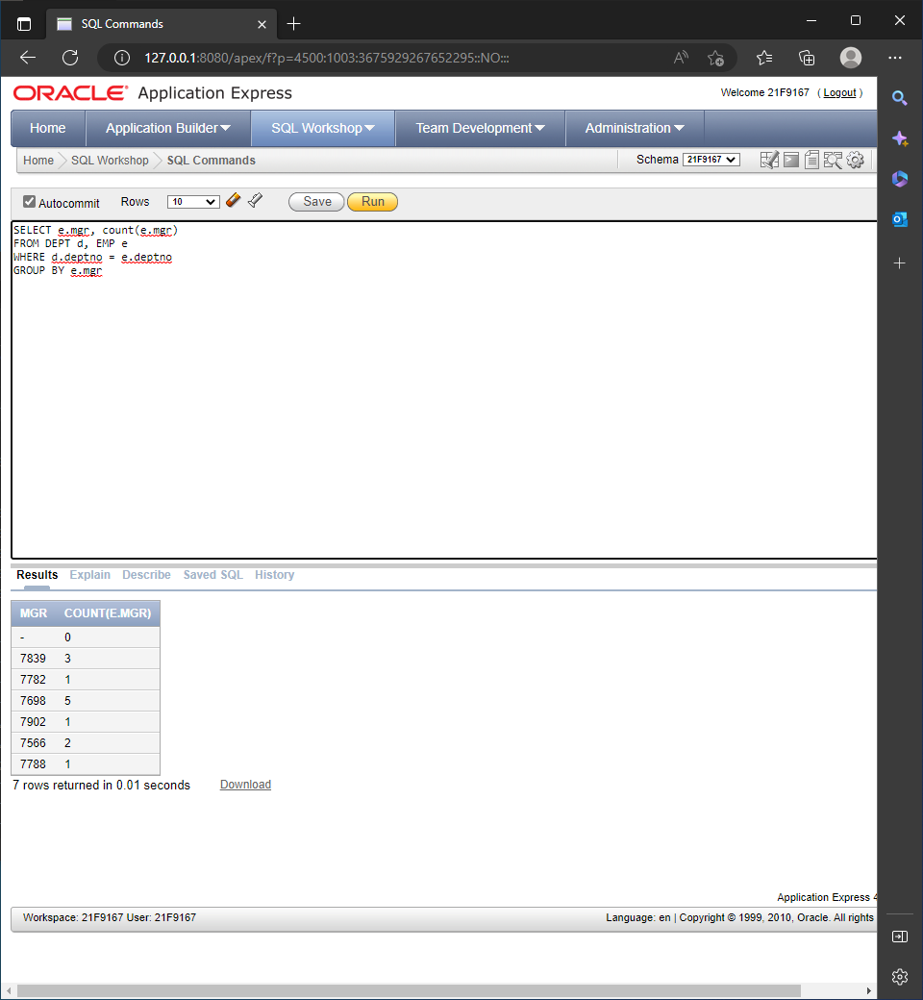 SQL Commands
127.0.0.1:8080/apex/f?p=4500:1003:3675929267652295::NO:::
ORACLE Application Express
Welcome 21F9167 ( Logout )
Home Application Builder SQL Workshop Team Development Administration
Home SQL Workshop SQL Commands Schema 21F9167
Autocommit Rows 10 Save Run
SELECT e.mgr, count(e.mgr)
FROM DEPT d, EMP e
WHERE d.deptno = e.deptno
GROUP BY e.mgr
Results Explain Describe Saved SQL History
MGR COUNT(E.MGR)
- 0
7839 3
7782 1
7698 5
7902 1
7566 2
7788 1
7 rows returned in 0.01 seconds Download
Application Express 4
Workspace: 21F9167 User: 21F9167 Language: en | Copyright © 1999, 2010, Oracle. All rights